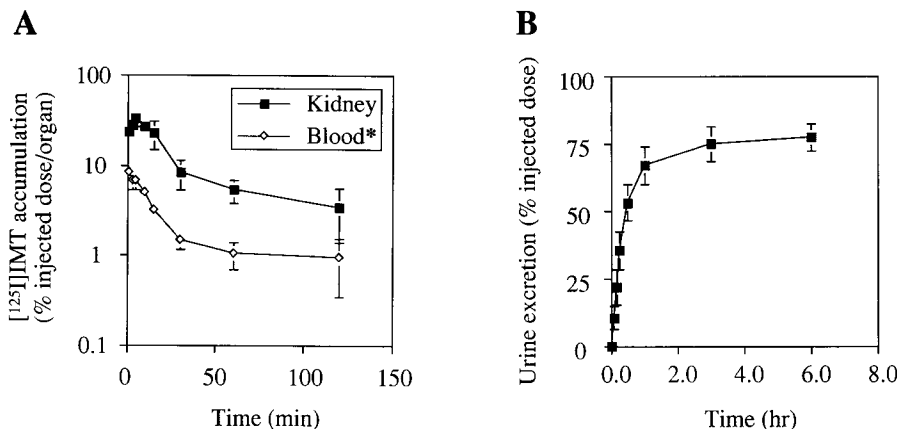 A
[¹²⁵I]IMT accumulation
(% injected dose/organ)
100
10
1
0.1
Kidney
Blood*
0
50
100
150
Time (min)
B
Urine excretion (% injected dose)
100
75
50
25
0
0.0
2.0
4.0
6.0
8.0
Time (hr)